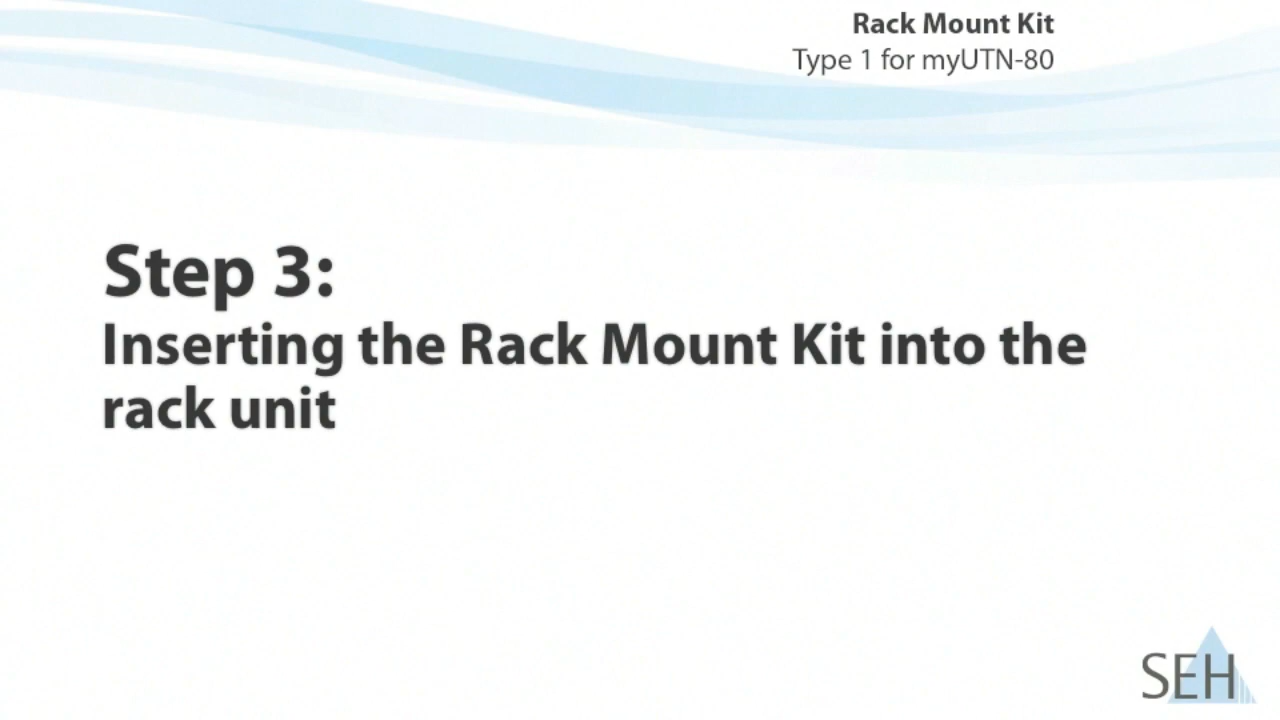 Rack Mount Kit
Type 1 for myUTN-80
Step 3:
Inserting the Rack Mount Kit into the
rack unit
SEH